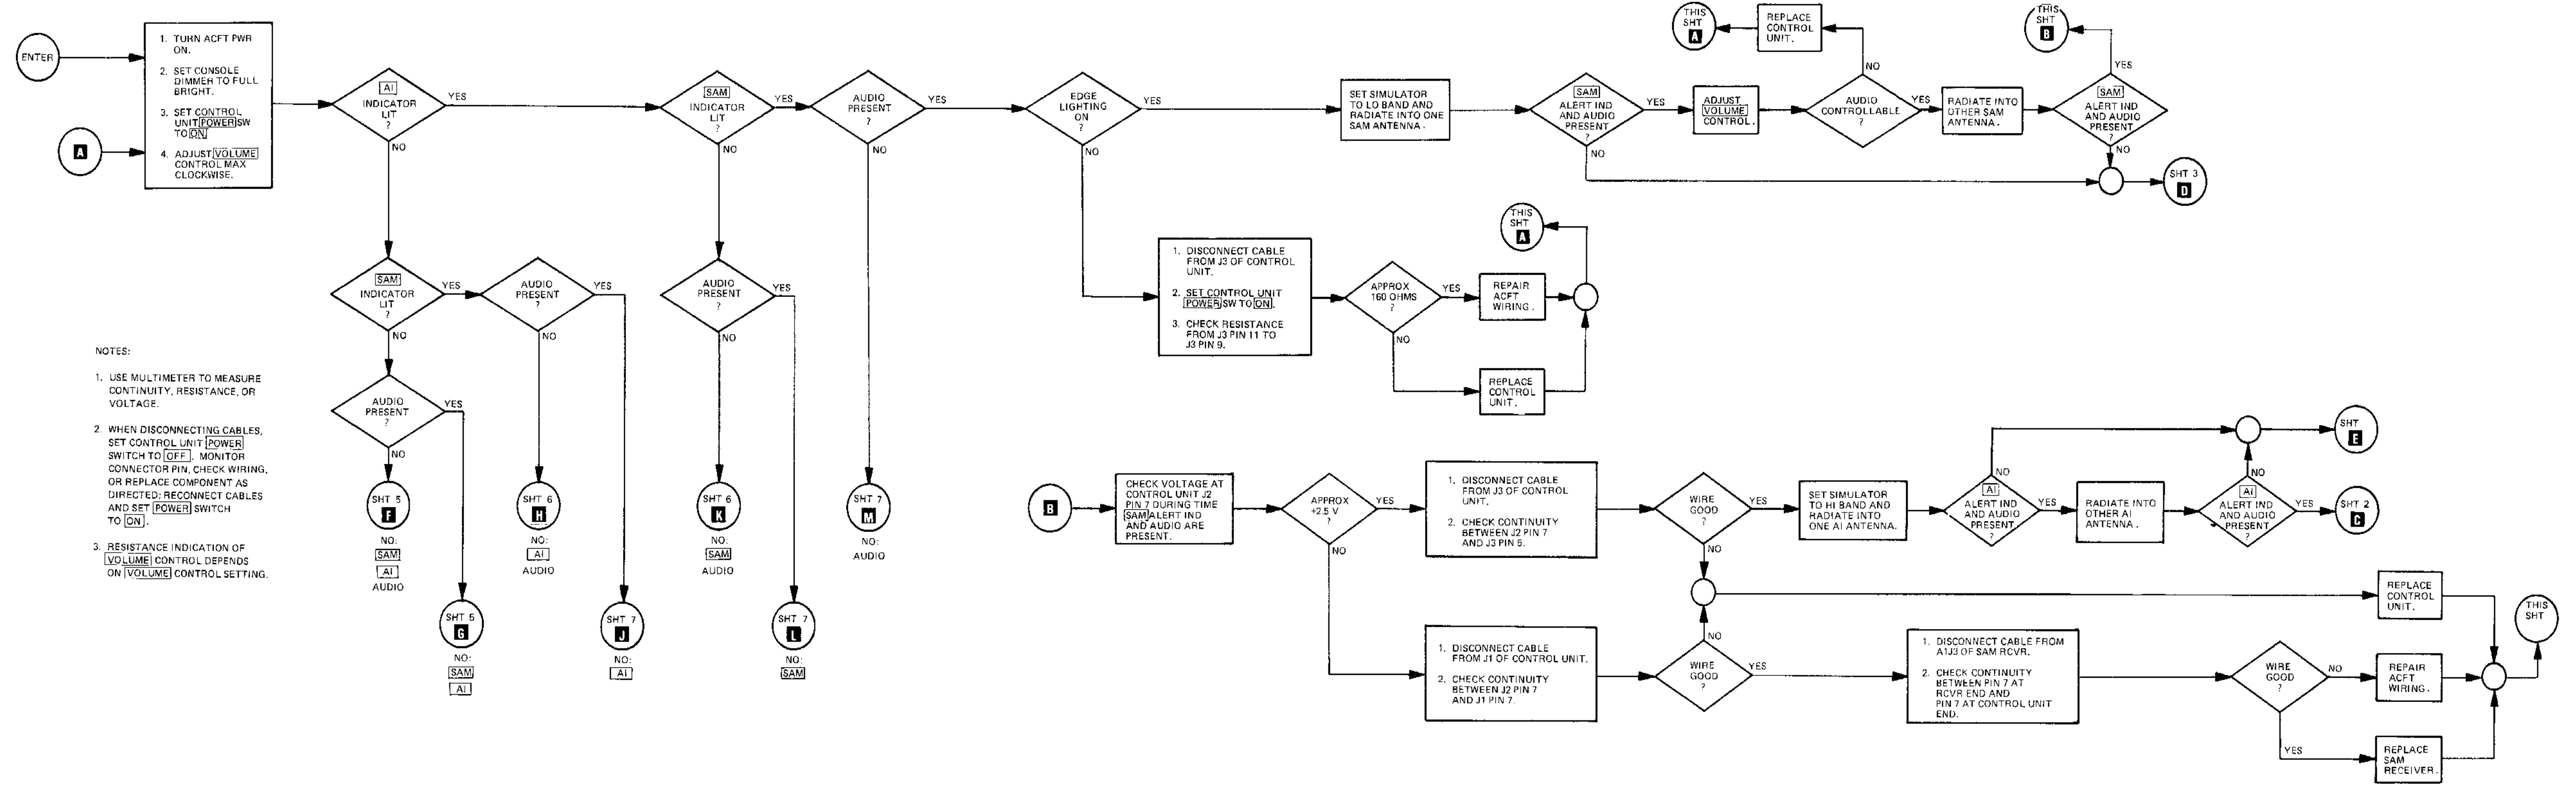 ENTER
A
1. TURN ACFT PWR
ON.
2. SET CONSOLE
DIMMER TO FULL
BRIGHT.
3. SET CONTROL
UNIT POWER SW
TO ON
4. ADJUST VOLUME
CONTROL MAX
CLOCKWISE.
AI
INDICATOR
LIT
?
YES
NO
SAM
INDICATOR
LIT
?
YES
NO
AUDIO
PRESENT
?
YES
NO
EDGE
LIGHTING
ON
?
YES
NO
SET SIMULATOR
TO LO BAND AND
RADIATE INTO ONE
SAM ANTENNA.
SAM
ALERT IND
AND AUDIO
PRESENT
?
YES
NO
ADJUST
VOLUME
CONTROL.
AUDIO
CONTROLLABLE
?
NO
YES
REPLACE
CONTROL
UNIT.
THIS
SHT
A
RADIATE INTO
OTHER SAM
ANTENNA.
SAM
ALERT IND
AND AUDIO
PRESENT
?
YES
NO
THIS
SHT
B
SHT 3
D
SAM
INDICATOR
LIT
?
YES
NO
AUDIO
PRESENT
?
YES
NO
AUDIO
PRESENT
?
YES
NO
AUDIO
PRESENT
?
YES
NO
1. DISCONNECT CABLE
FROM J3 OF CONTROL
UNIT.
2. SET CONTROL UNIT
POWER SW TO ON.
3. CHECK RESISTANCE
FROM J3 PIN 11 TO
J3 PIN 9.
APPROX
160 OHMS
?
YES
NO
REPAIR
ACFT
WIRING.
REPLACE
CONTROL
UNIT.
THIS
SHT
A
NOTES:
1. USE MULTIMETER TO MEASURE
CONTINUITY, RESISTANCE, OR
VOLTAGE.
2. WHEN DISCONNECTING CABLES,
SET CONTROL UNIT POWER
SWITCH TO OFF. MONITOR
CONNECTOR PIN, CHECK WIRING,
OR REPLACE COMPONENT AS
DIRECTED; RECONNECT CABLES
AND SET POWER SWITCH
TO ON.
3. RESISTANCE INDICATION OF
VOLUME CONTROL DEPENDS
ON VOLUME CONTROL SETTING.
SHT 5
F
NO:
SAM
AI
AUDIO
SHT 5
G
NO:
SAM
AI
SHT 6
H
NO:
AI
AUDIO
SHT 7
J
NO:
AI
SHT 6
K
NO:
SAM
AUDIO
SHT 7
L
NO:
SAM
SHT 7
M
NO:
AUDIO
B
CHECK VOLTAGE AT
CONTROL UNIT J2
PIN 7 DURING TIME
SAM ALERT IND
AND AUDIO ARE
PRESENT.
APPROX
+2.5 V
?
YES
NO
1. DISCONNECT CABLE
FROM J3 OF CONTROL
UNIT.
2. CHECK CONTINUITY
BETWEEN J2 PIN 7
AND J3 PIN 5.
WIRE
GOOD
?
YES
NO
SET SIMULATOR
TO HI BAND AND
RADIATE INTO
ONE AI ANTENNA.
AI
ALERT IND
AND AUDIO
PRESENT
?
NO
YES
RADIATE INTO
OTHER AI
ANTENNA.
AI
ALERT IND
AND AUDIO
PRESENT
?
NO
YES
SHT
E
SHT 2
C
1. DISCONNECT CABLE
FROM J1 OF CONTROL UNIT.
2. CHECK CONTINUITY
BETWEEN J2 PIN 7
AND J1 PIN 7.
WIRE
GOOD
?
NO
YES
1. DISCONNECT CABLE FROM
A1J3 OF SAM RCVR.
2. CHECK CONTINUITY
BETWEEN PIN 7 AT
RCVR END AND
PIN 7 AT CONTROL UNIT
END.
WIRE
GOOD
?
NO
YES
REPLACE
CONTROL
UNIT.
REPAIR
ACFT
WIRING.
REPLACE
SAM
RECEIVER.
THIS
SHT